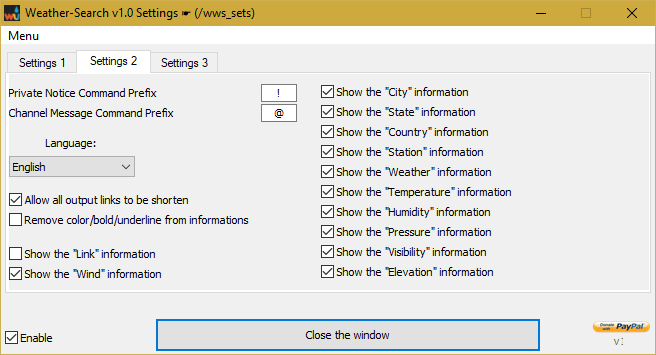 Weather-Search v1.0 Settings ☛ (/wws_sets)
Menu
Settings 1
Settings 2
Settings 3
Private Notice Command Prefix
!
Channel Message Command Prefix
@
Language:
English
Allow all output links to be shorten
Remove color/bold/underline from informations
Show the "Link" information
Show the "Wind" information
Show the "City" information
Show the "State" information
Show the "Country" information
Show the "Station" information
Show the "Weather" information
Show the "Temperature" information
Show the "Humidity" information
Show the "Pressure" information
Show the "Visibility" information
Show the "Elevation" information
Enable
Close the window
Donate with PayPal